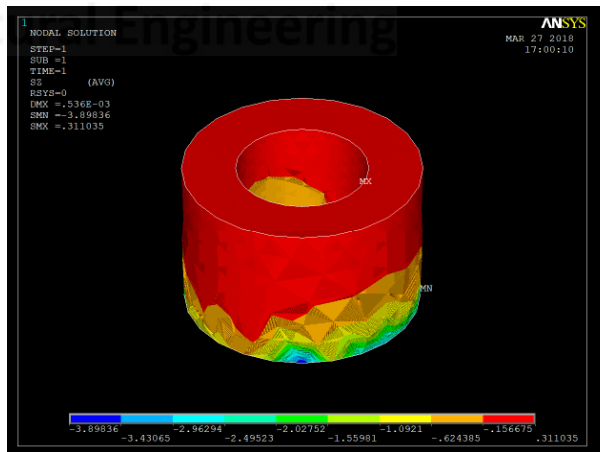 1
NODAL SOLUTION
STEP=1
SUB =1
TIME=1
SZ (AVG)
RSYS=0
DMX =.536E-03
SMN =-3.89836
SMX =.311035
ANSYS
MAR 27 2018
17:00:10
Engineering
MX
MN
-3.89836 -2.96294 -2.02752 -1.0921 -.156675
-3.43065 -2.49523 -1.55981 -.624385 .311035